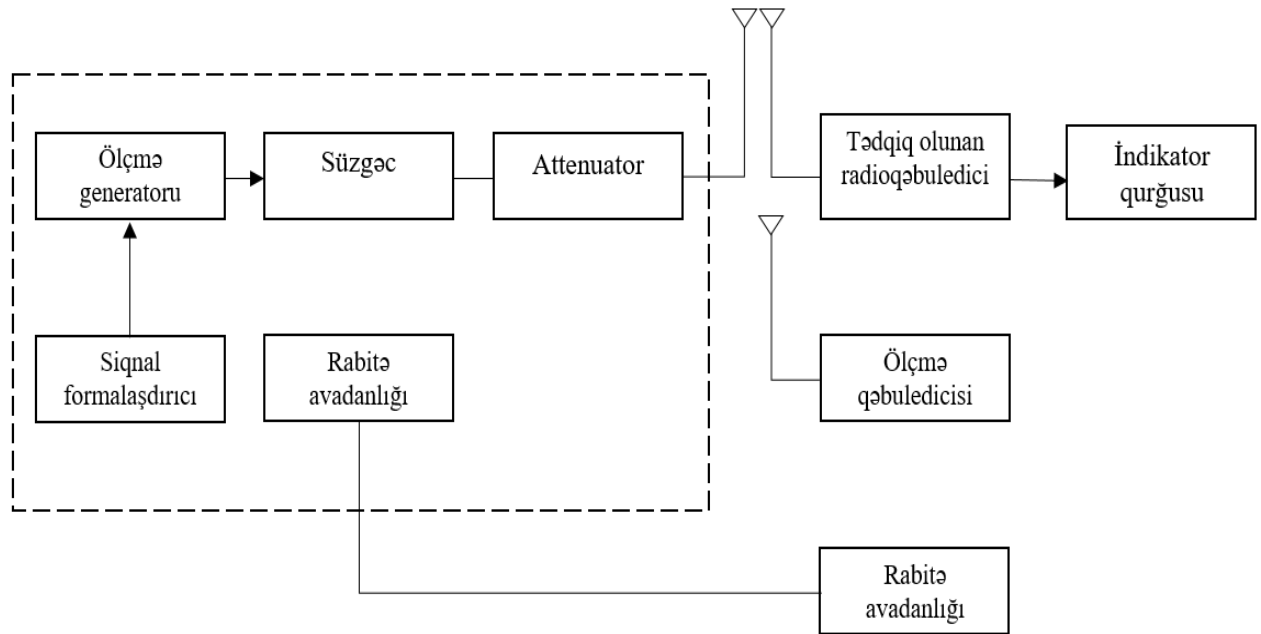 Ölçmə
generatoru
Süzgəc
Attenuator
Tədqiq olunan
radioqəbuledici
İndikator
qurğusu
Siqnal
formalaşdırıcı
Rabitə
avadanlığı
Ölçmə
qəbuledicisi
Rabitə
avadanlığı